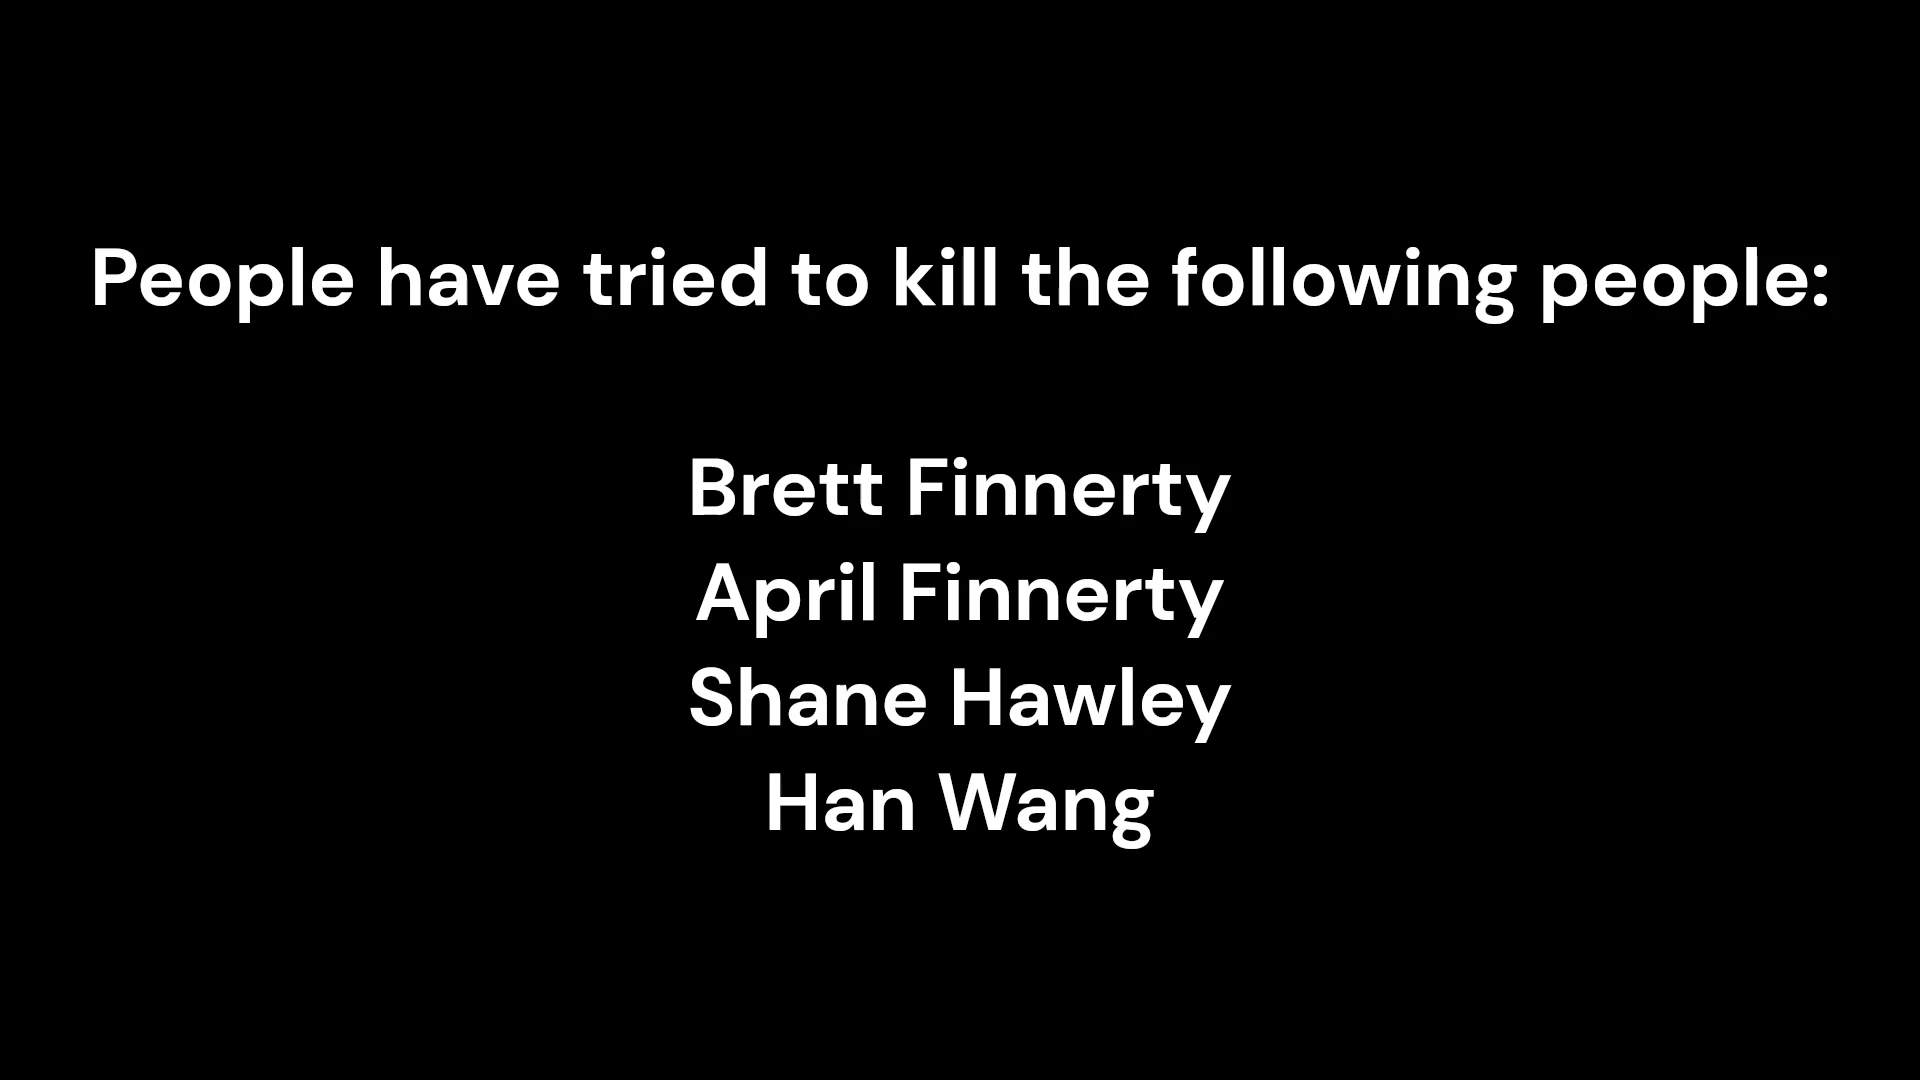 People have tried to kill the following people:
Brett Finnerty
April Finnerty
Shane Hawley
Han Wang